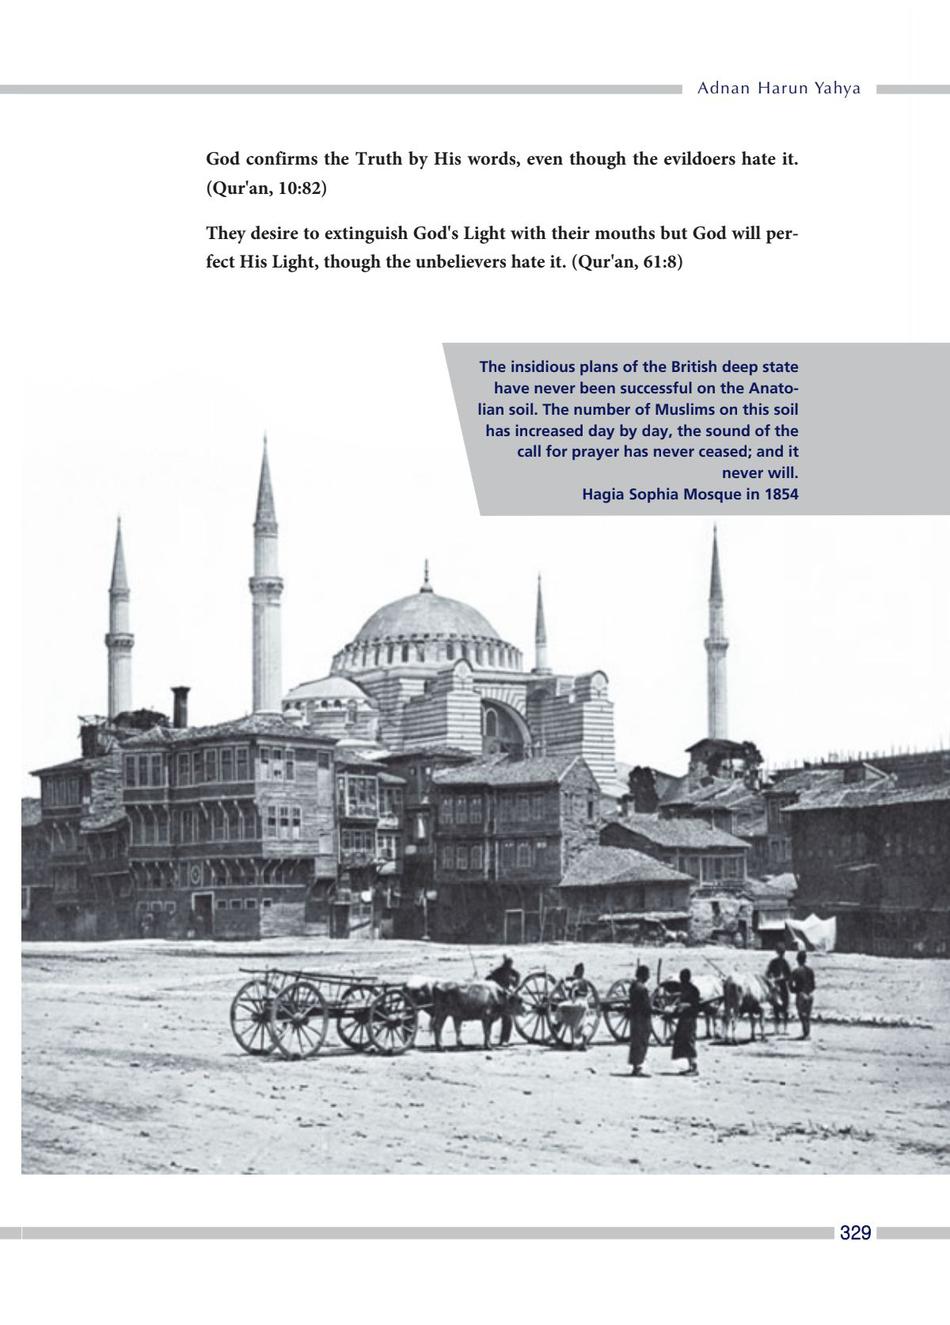 Adnan Harun Yahya
God confirms the Truth by His words, even though the evildoers hate it.
(Qur'an, 10:82)
They desire to extinguish God's Light with their mouths but God will per-
fect His Light, though the unbelievers hate it. (Qur'an, 61:8)
The insidious plans of the British deep state
have never been successful on the Anato-
lian soil. The number of Muslims on this soil
has increased day by day, the sound of the
call for prayer has never ceased; and it
never will.
Hagia Sophia Mosque in 1854
329